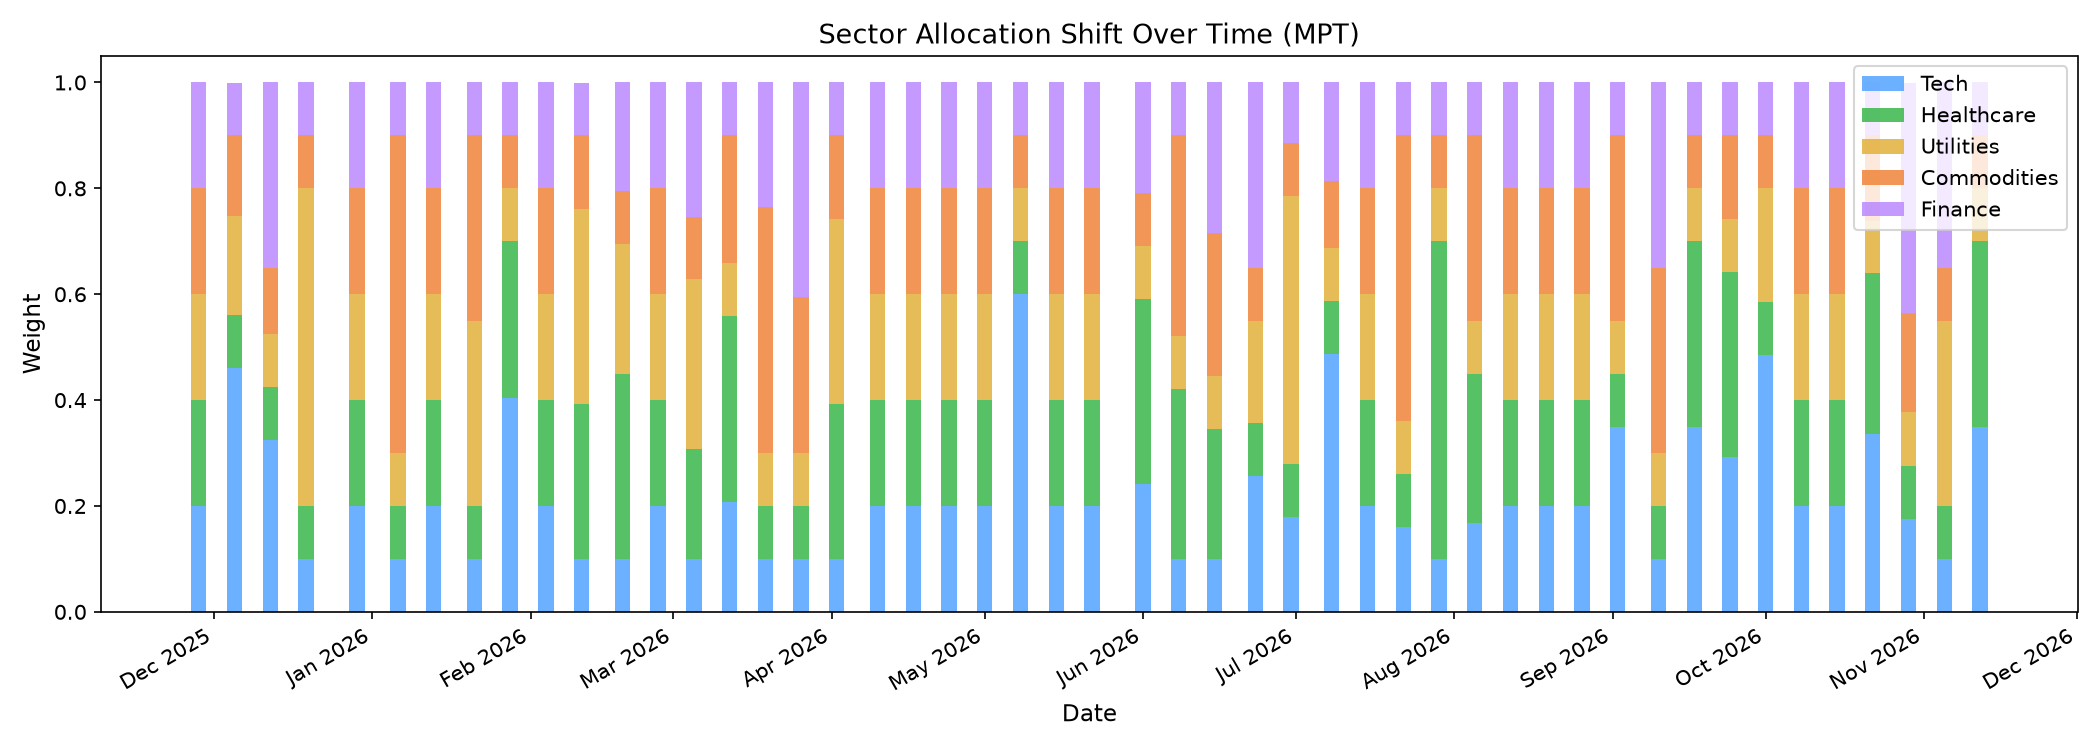 Sector Allocation Shift Over Time (MPT)
Weight
1.0
0.8
0.6
0.4
0.2
0.0
Tech
Healthcare
Utilities
Commodities
Finance
Dec 2025
Jan 2026
Feb 2026
Mar 2026
Apr 2026
May 2026
Jun 2026
Jul 2026
Aug 2026
Sep 2026
Oct 2026
Nov 2026
Dec 2026
Date